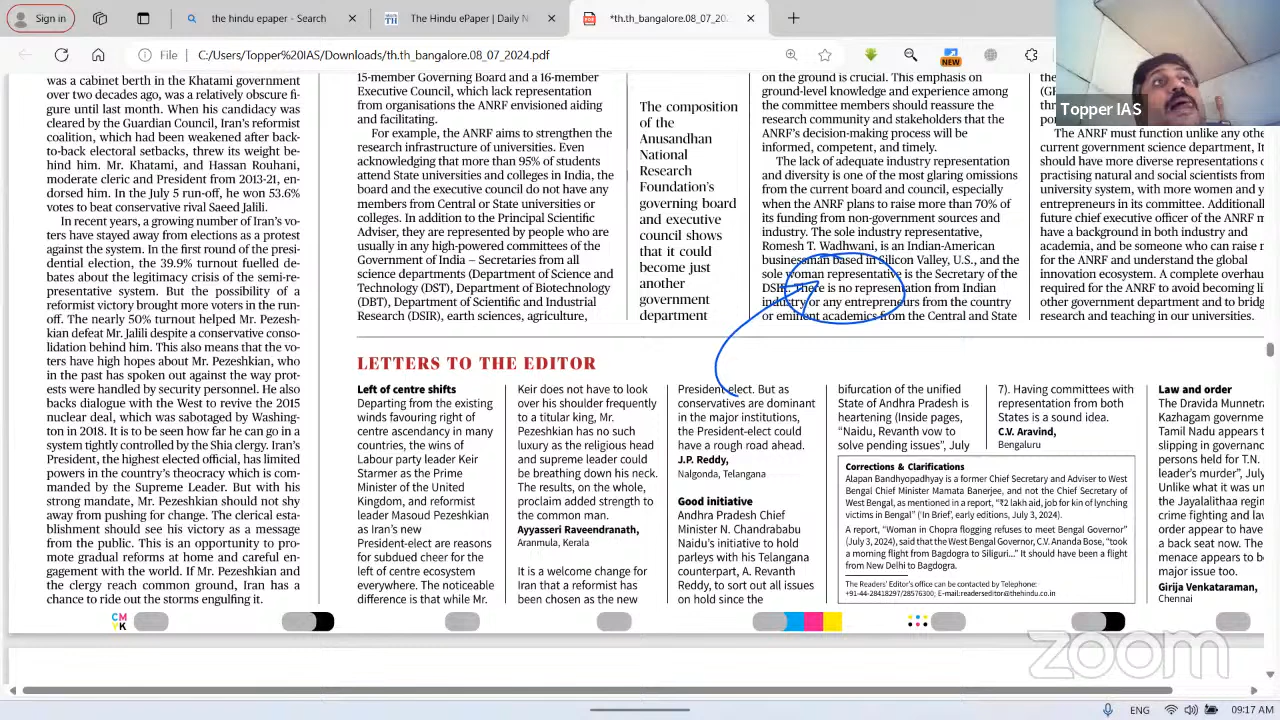 Sign in
the hindu epaper - Search
TH
The Hindu ePaper | Daily N
*th.th_bangalore.08_07_202
File
C:/Users/Topper%20IAS/Downloads/th.th_bangalore.08_07_2024.pdf
NEW
Topper IAS
was a cabinet berth in the Khatami government
over two decades ago, was a relatively obscure fi-
gure until last month. When his candidacy was
cleared by the Guardian Council, Iran's reformist
coalition, which had been weakened after back-
to-back electoral setbacks, threw its weight be-
hind him. Mr. Khatami, and Hassan Rouhani,
moderate cleric and President from 2013-21, en-
dorsed him. In the July 5 run-off, he won 53.6%
votes to beat conservative rival Saeed Jalili.
In recent years, a growing number of Iran's vo-
ters have stayed away from elections as a protest
against the system. In the first round of the presi-
dential election, the 39.9% turnout fuelled de-
bates about the legitimacy crisis of the semi-re-
presentative system. But the possibility of a
reformist victory brought more voters in the run-
off. The nearly 50% turnout helped Mr. Pezesh-
kian defeat Mr. Jalili despite a conservative conso-
lidation behind him. This also means that the vo-
ters have high hopes about Mr. Pezeshkian, who
in the past has spoken out against the way prot-
ests were handled by security personnel. He also
backs dialogue with the West to revive the 2015
nuclear deal, which was sabotaged by Washing-
ton in 2018. It is to be seen how far he can go in a
system tightly controlled by the Shia clergy. Iran's
President, the highest elected official, has limited
powers in the country's theocracy which is com-
manded by the Supreme Leader. But with his
strong mandate, Mr. Pezeshkian should not shy
away from pushing for change. The clerical esta-
blishment should see his victory as a message
from the public. This is an opportunity to pro-
mote gradual reforms at home and careful en-
gagement with the world. If Mr. Pezeshkian and
the clergy reach common ground, Iran has a
chance to ride out the storms engulfing it.
15-member Governing Board and a 16-member
Executive Council, which lack representation
from organisations the ANRF envisioned aiding
and facilitating.
For example, the ANRF aims to strengthen the
research infrastructure of universities. Even
acknowledging that more than 95% of students
attend State universities and colleges in India, the
board and the executive council do not have any
members from Central or State universities or
colleges. In addition to the Principal Scientific
Adviser, they are represented by people who are
usually in any high-powered committees of the
Government of India – Secretaries from all
science departments (Department of Science and
Technology (DST), Department of Biotechnology
(DBT), Department of Scientific and Industrial
Research (DSIR), earth sciences, agriculture,
The composition
of the
Anusandhan
National
Research
Foundation's
governing board
and executive
council shows
that it could
become just
another
government
department
on the ground is crucial. This emphasis on
ground-level knowledge and experience among
the committee members should reassure the
research community and stakeholders that the
ANRF's decision-making process will be
informed, competent, and timely.
The lack of adequate industry representation
and diversity is one of the most glaring omissions
from the current board and council, especially
when the ANRF plans to raise more than 70% of
its funding from non-government sources and
industry. The sole industry representative,
Romesh T. Wadhwani, is an Indian-American
businessman based in Silicon Valley, U.S., and the
sole woman representative is the Secretary of the
DSIR. There is no representation from Indian
industry or any entrepreneurs from the country
or eminent academics from the Central and State
The ANRF must function unlike any othe
current government science department, It
should have more diverse representations o
practising natural and social scientists from
university system, with more women and y
entrepreneurs in its committee. Additionall
future chief executive officer of the ANRF m
have a background in both industry and
academia, and be someone who can raise r
for the ANRF and understand the global
innovation ecosystem. A complete overhau
required for the ANRF to avoid becoming li
other government department and to bridg
research and teaching in our universities.
LETTERS TO THE EDITOR
Left of centre shifts
Departing from the existing
winds favouring right of
centre ascendancy in many
countries, the wins of
Labour party leader Keir
Starmer as the Prime
Minister of the United
Kingdom, and reformist
leader Masoud Pezeshkian
as Iran's new
President-elect are reasons
for subdued cheer for the
left of centre ecosystem
everywhere. The noticeable
difference is that while Mr.
Keir does not have to look
over his shoulder frequently
to a titular king, Mr.
Pezeshkian has no such
luxury as the religious head
and supreme leader could
be breathing down his neck.
The results, on the whole,
proclaim added strength to
the common man.
Ayyasseri Raveendranath,
Aranmula, Kerala
It is a welcome change for
Iran that a reformist has
been chosen as the new
President-elect. But as
conservatives are dominant
in the major institutions,
the President-elect could
have a rough road ahead.
J.P. Reddy,
Nalgonda, Telangana
Good initiative
Andhra Pradesh Chief
Minister N. Chandrababu
Naidu's initiative to hold
parleys with his Telangana
counterpart, A. Revanth
Reddy, to sort out all issues
on hold since the
bifurcation of the unified
State of Andhra Pradesh is
heartening (Inside pages,
"Naidu, Revanth vow to
solve pending issues", July
7). Having committees with
representation from both
States is a sound idea.
C.V. Aravind,
Bengaluru
Corrections & Clarifications
Alapan Bandhyopadhyay is a former Chief Secretary and Adviser to West
Bengal Chief Minister Mamata Banerjee, and not the Chief Secretary of
West Bengal, as mentioned in a report, "₹2 lakh aid, job for kin of lynching
victims in Bengal" ('In Brief', early editions, July 3, 2024).
A report, "Woman in Chopra flogging refuses to meet Bengal Governor"
(July 3, 2024), said that the West Bengal Governor, C.V. Ananda Bose, "took
a morning flight from Bagdogra to Siliguri..." It should have been a flight
from New Delhi to Bagdogra.
The Readers' Editor's office can be contacted by Telephone:
+91-44-28418297/28576300; E-mail:readerseditor@thehindu.co.in
Law and order
The Dravida Munnetra
Kazhagam governme
Tamil Nadu appears t
slipping in governanc
persons held for T.N.
leader's murder", July
Unlike what it was un
the Jayalalithaa regin
crime fighting and lav
order appear to have
a back seat now. The
menace appears to b
major issue too.
Girija Venkataraman,
Chennai
CM
YK
zoom
ENG
09:17 AM